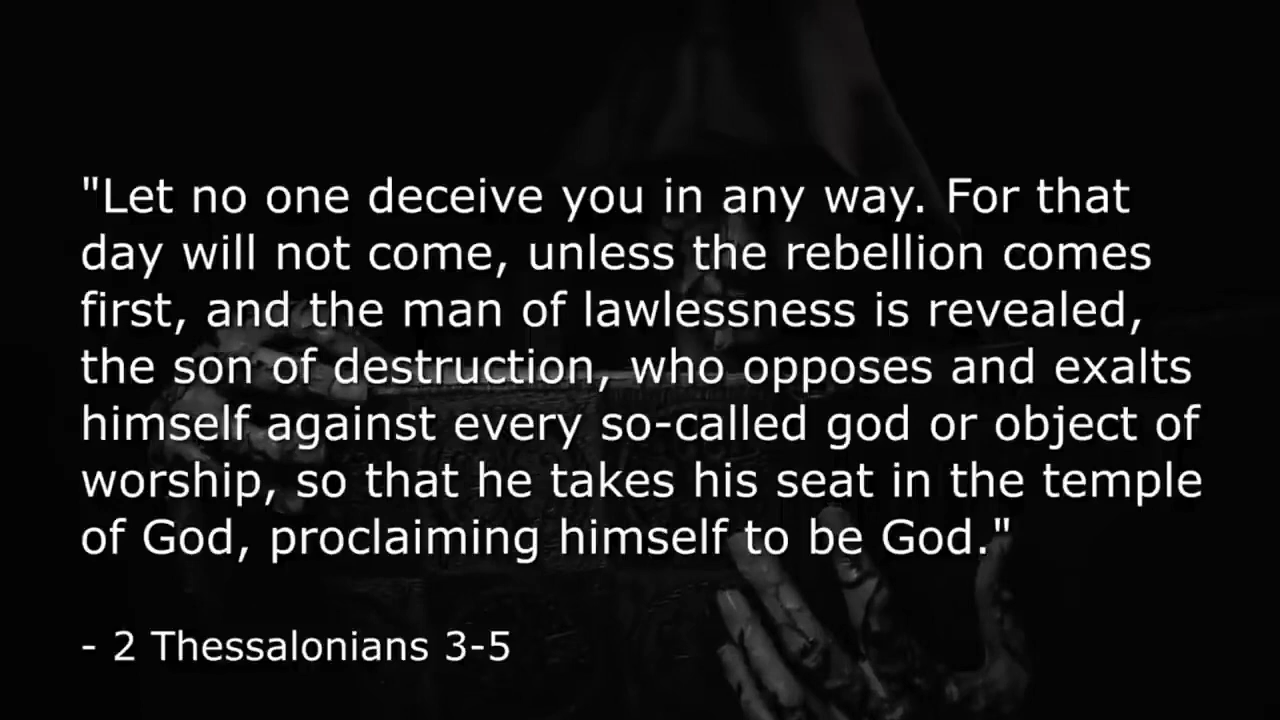 "Let no one deceive you in any way. For that
day will not come, unless the rebellion comes
first, and the man of lawlessness is revealed,
the son of destruction, who opposes and exalts
himself against every so-called god or object of
worship, so that he takes his seat in the temple
of God, proclaiming himself to be God."
- 2 Thessalonians 3-5